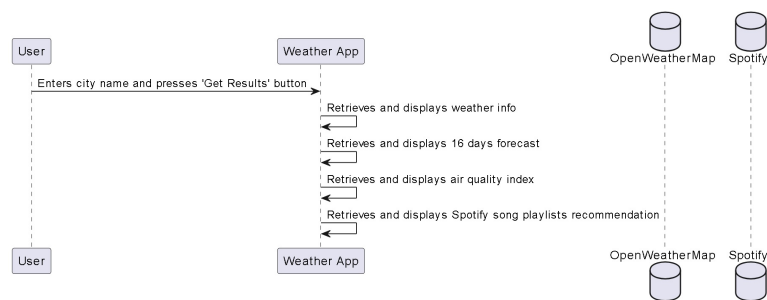 User
Weather App
OpenWeatherMap
Spotify
Enters city name and presses 'Get Results' button
Retrieves and displays weather info
Retrieves and displays 16 days forecast
Retrieves and displays air quality index
Retrieves and displays Spotify song playlists recommendation
User
Weather App
OpenWeatherMap
Spotify